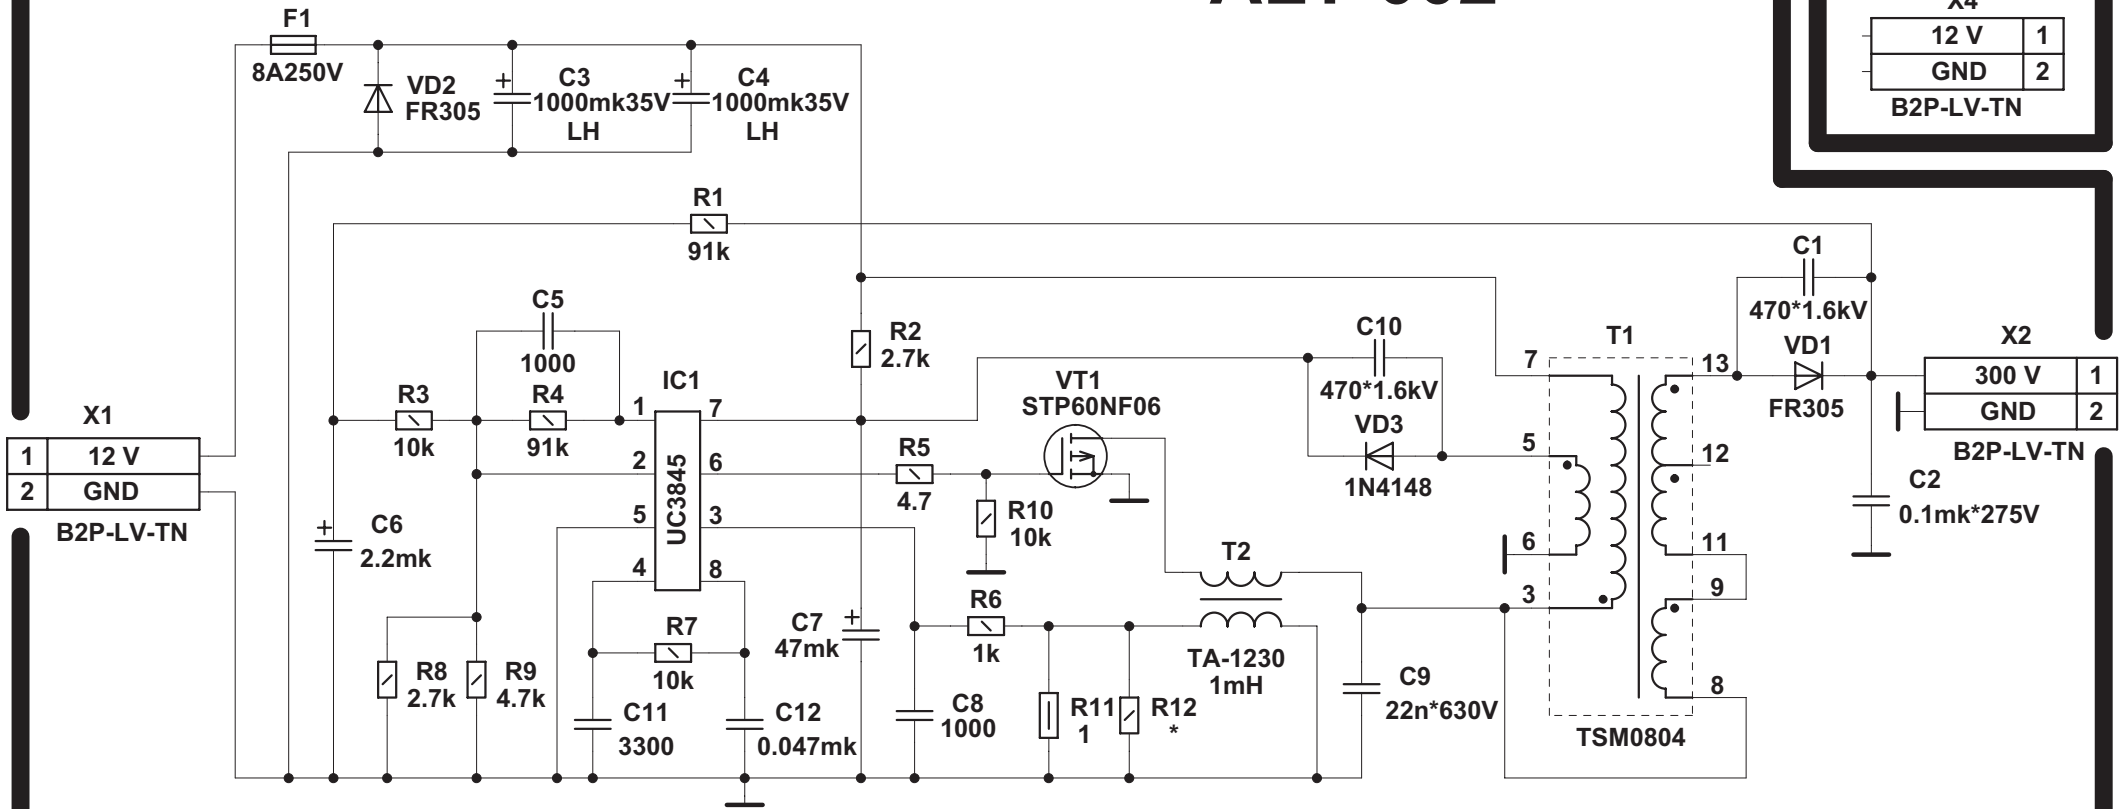 F1
8A250V
VD2
FR305
C3
1000mk35V
LH
C4
1000mk35V
LH
X4
12 V 1
GND 2
B2P-LV-TN
R1
91k
C5
1000
R3
10k
R4
91k
IC1
UC3845
1 7
2 6
5 3
4 8
R2
2.7k
X1
1 12 V
2 GND
B2P-LV-TN
C6
2.2mk
R8
2.7k
R9
4.7k
R7
10k
C11
3300
C12
0.047mk
C7
47mk
R5
4.7
R10
10k
VT1
STP60NF06
C10
470*1.6kV
VD3
1N4148
R6
1k
C8
1000
R11
1
R12
*
T2
TA-1230
1mH
C9
22n*630V
T1
7 13
5 12
6 11
3 9
8
TSM0804
C1
470*1.6kV
VD1
FR305
X2
300 V 1
GND 2
B2P-LV-TN
C2
0.1mk*275V